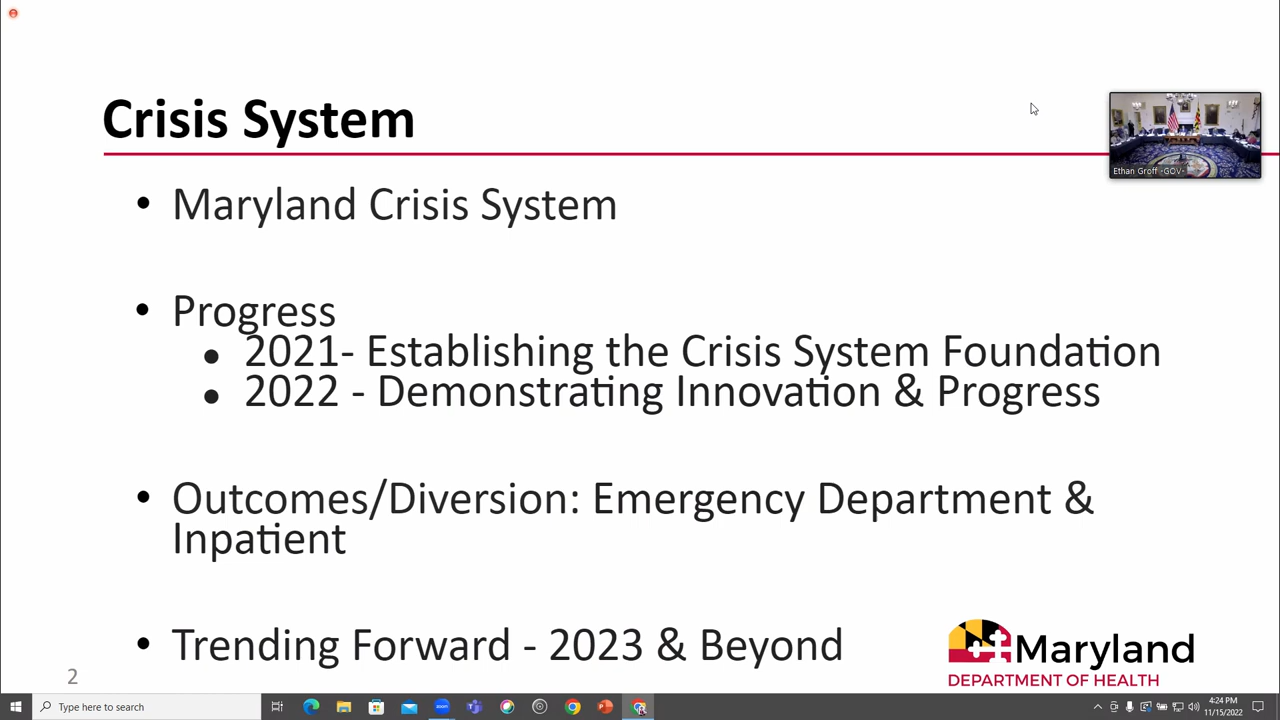 Crisis System
Ethan Groff -GOV-
• Maryland Crisis System
• Progress
● 2021- Establishing the Crisis System Foundation
● 2022 - Demonstrating Innovation & Progress
• Outcomes/Diversion: Emergency Department &
Inpatient
• Trending Forward - 2023 & Beyond
Maryland
DEPARTMENT OF HEALTH
2
Type here to search
4:24 PM
11/15/2022